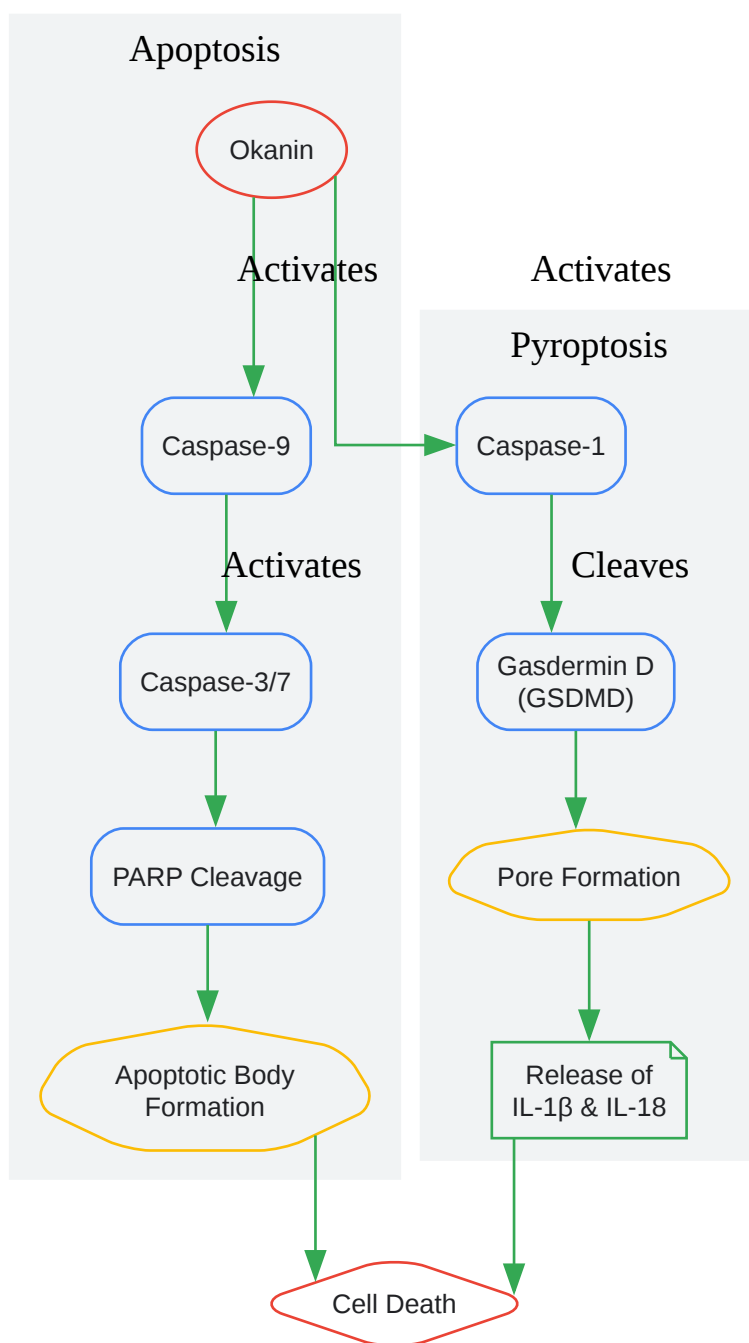 Apoptosis
Okanin
Activates
Activates
Pyroptosis
Caspase-9
Caspase-1
Activates
Cleaves
Caspase-3/7
Gasdermin D
(GSDMD)
PARP Cleavage
Pore Formation
Apoptotic Body
Formation
Release of
IL-1β & IL-18
Cell Death